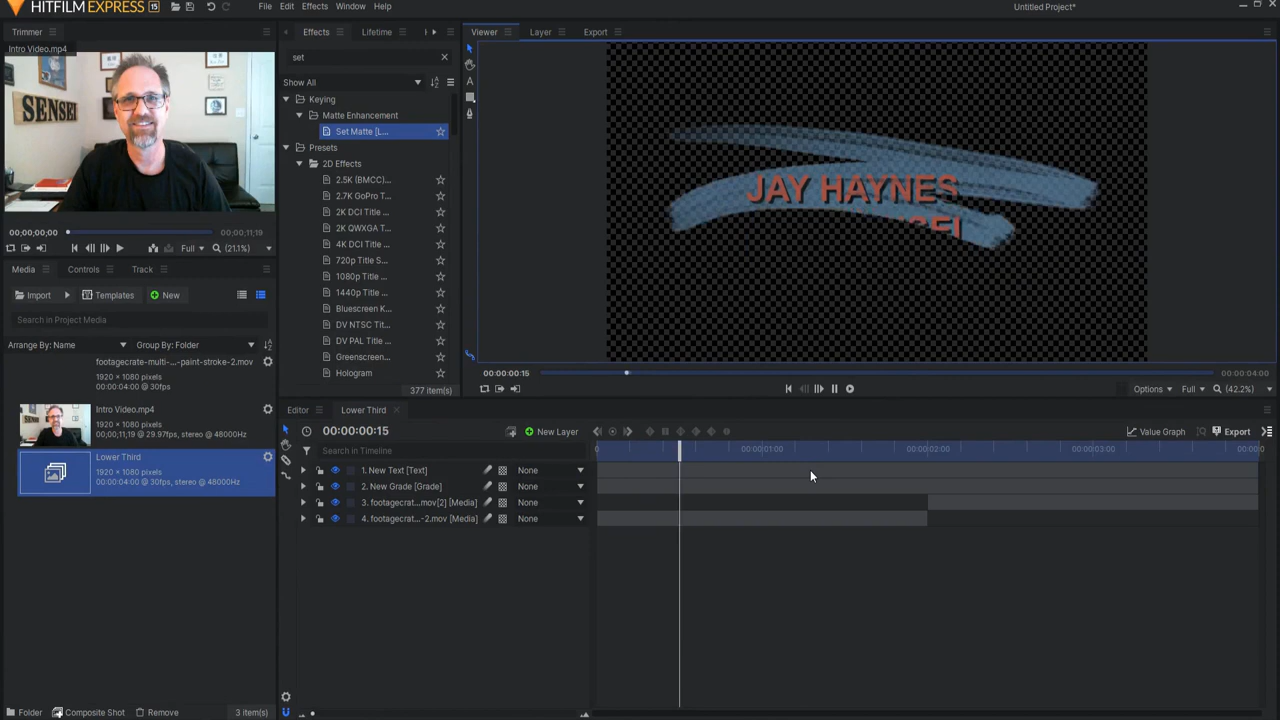 HITFILM EXPRESS 15
File Edit Effects Window Help
Untitled Project*
Trimmer
Intro Video.mp4
SENSEI
00;00;00;00
00;00;11;19
Full (21.1%)
Media Controls Track
Import Templates New
Search in Project Media
Arrange By: Name Group By: Folder
footagecrate-multi-...-paint-stroke-2.mov
1920 × 1080 pixels
00:00:04:00 @ 30fps
Intro Video.mp4
1920 × 1080 pixels
00;00;11;19 @ 29.97fps, stereo @ 48000Hz
Lower Third
1920 × 1080 pixels
00:00:04:00 @ 30fps, stereo @ 48000Hz
Folder Composite Shot Remove 3 item(s)
Effects Lifetime
set
Show All
Keying
Matte Enhancement
Set Matte [L...
Presets
2D Effects
2.5K (BMCC)...
2.7K GoPro T...
2K DCI Title ...
2K QWXGA T...
4K DCI Title ...
720p Title S...
1080p Title ...
1440p Title ...
Bluescreen K...
DV NTSC Tit...
DV PAL Title ...
Greenscreen...
Hologram
377 item(s)
Viewer Layer Export
JAY HAYNES
00:00:00:15
00:00:04:00
Options Full (42.2%)
Editor Lower Third
00:00:00:15
New Layer
Value Graph Export
Search in Timeline
0 00:00:01:00 00:00:02:00 00:00:03:00 00:00:0
1. New Text [Text] None
2. New Grade [Grade] None
3. footagecrat...mov[2] [Media] None
4. footagecrat...-2.mov [Media] None